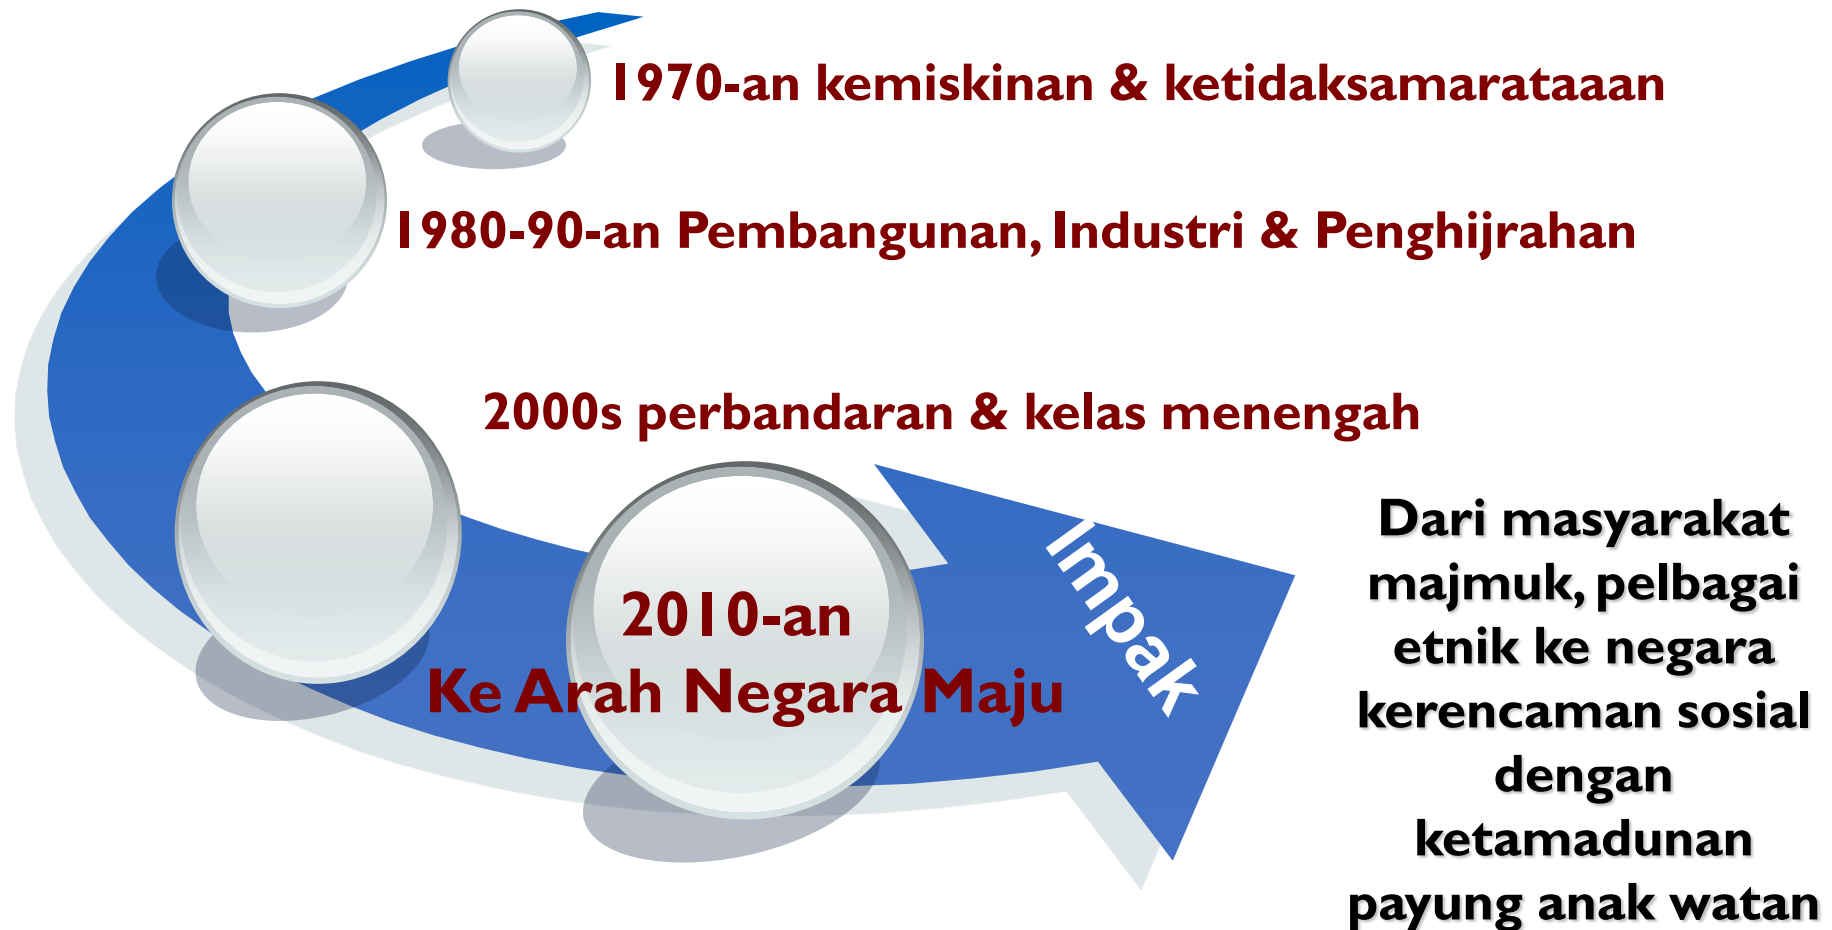 1970-an kemiskinan & ketidaksamarataaan
1980-90-an Pembangunan, Industri & Penghijrahan
2000s perbandaran & kelas menengah
2010-an
Ke Arah Negara Maju
Impak
Dari masyarakat
majmuk, pelbagai
etnik ke negara
kerencaman sosial
dengan
ketamadunan
payung anak watan